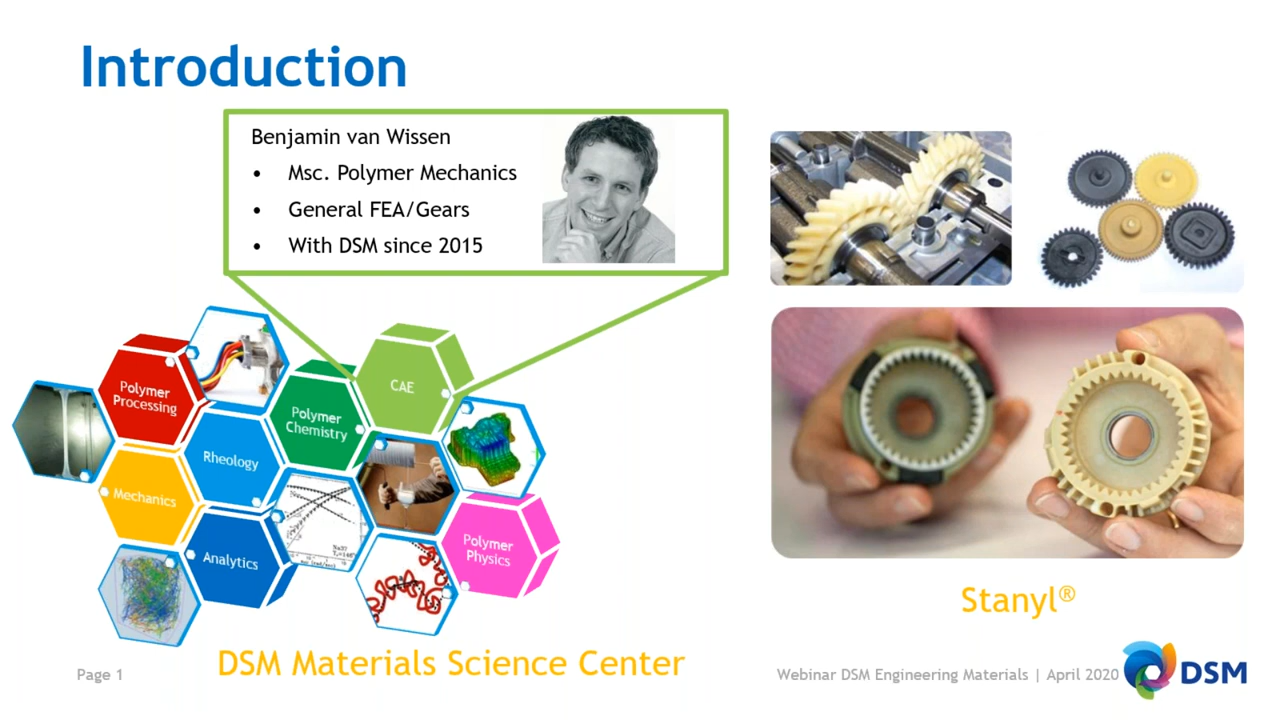 Introduction
Benjamin van Wissen
• Msc. Polymer Mechanics
• General FEA/Gears
• With DSM since 2015
Polymer
Processing
Polymer
Chemistry
CAE
Rheology
Mechanics
Analytics
Polymer
Physics
DSM Materials Science Center
Stanyl®
Page 1
Webinar DSM Engineering Materials | April 2020
DSM